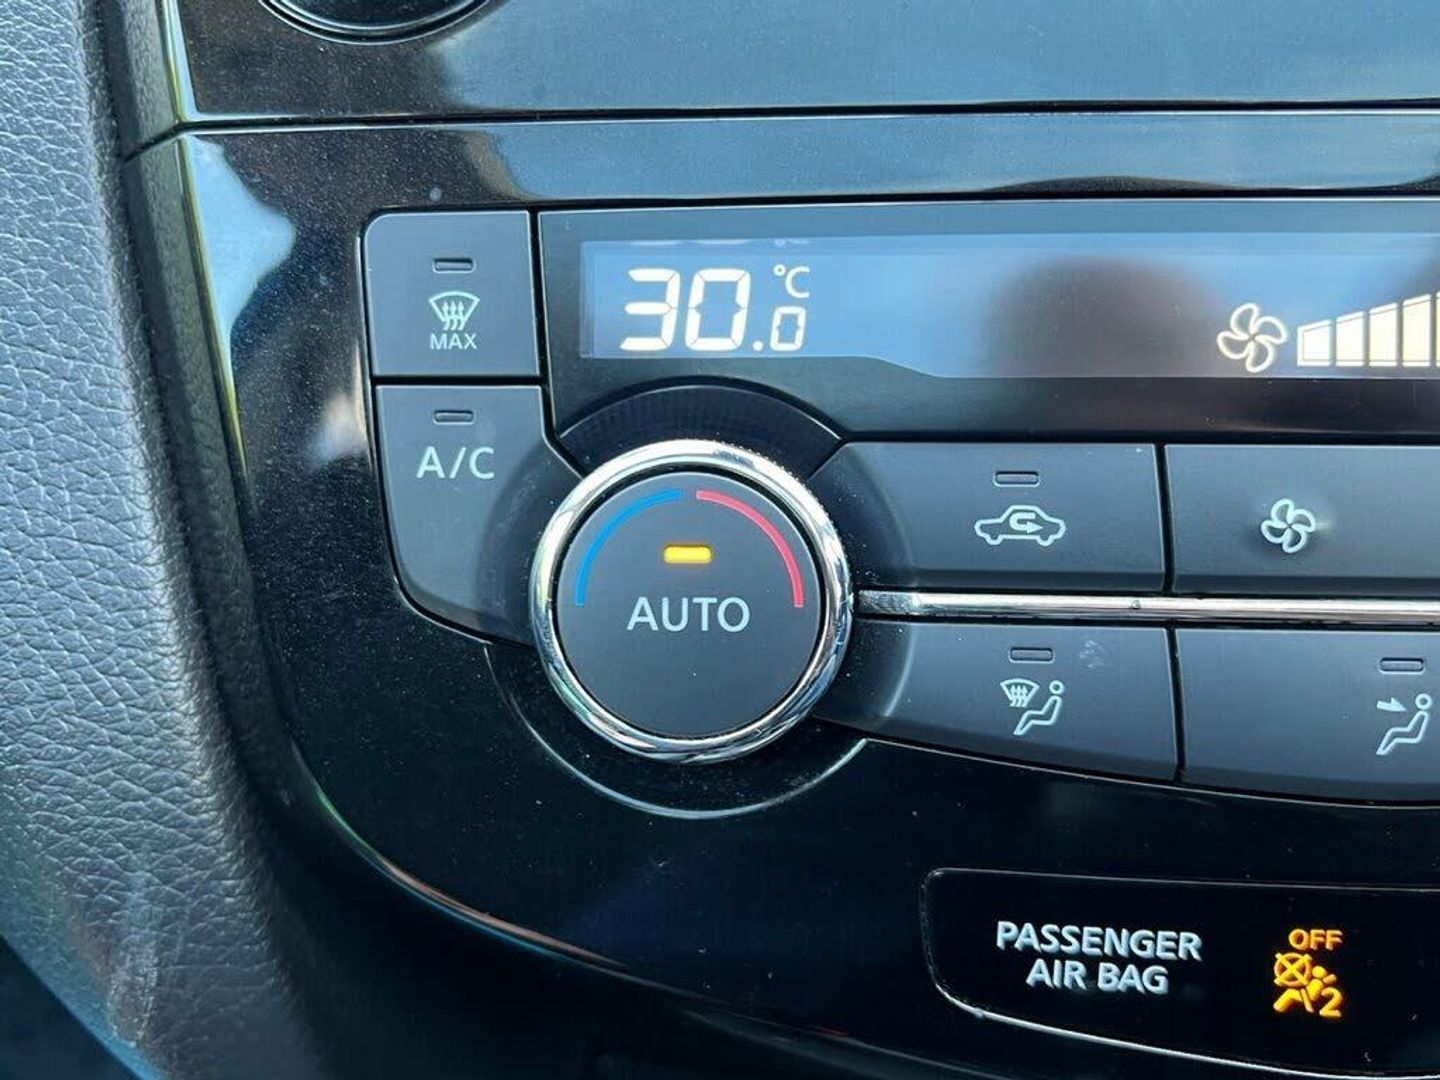 30.0 °C
MAX
A/C
AUTO
PASSENGER
AIR BAG
OFF
2